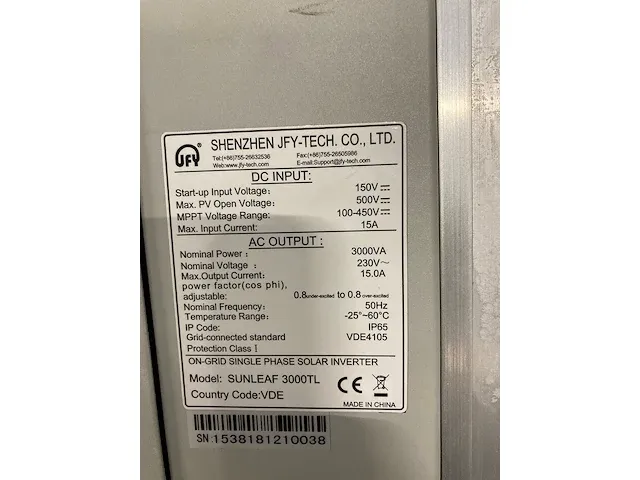 JFY
SHENZHEN JFY-TECH. CO., LTD.
Tel:(+86)755-26632536 Fax:(+86)755-26505986
Web:www.jfy-tech.com E-mail:Support@jfy-tech.com
DC INPUT:
Start-up Input Voltage: 150V⎓
Max. PV Open Voltage: 500V⎓
MPPT Voltage Range: 100-450V⎓
Max. Input Current: 15A
AC OUTPUT :
Nominal Power : 3000VA
Nominal Voltage : 230V～
Max.Output Current: 15.0A
power factor(cos phi),
adjustable: 0.8under-excited to 0.8 over-excited
Nominal Frequency: 50Hz
Temperature Range: -25°~60°C
IP Code: IP65
Grid-connected standard VDE4105
Protection Class I
ON-GRID SINGLE PHASE SOLAR INVERTER
Model: SUNLEAF 3000TL
Country Code:VDE
CE
MADE IN CHINA
SN:1538181210038